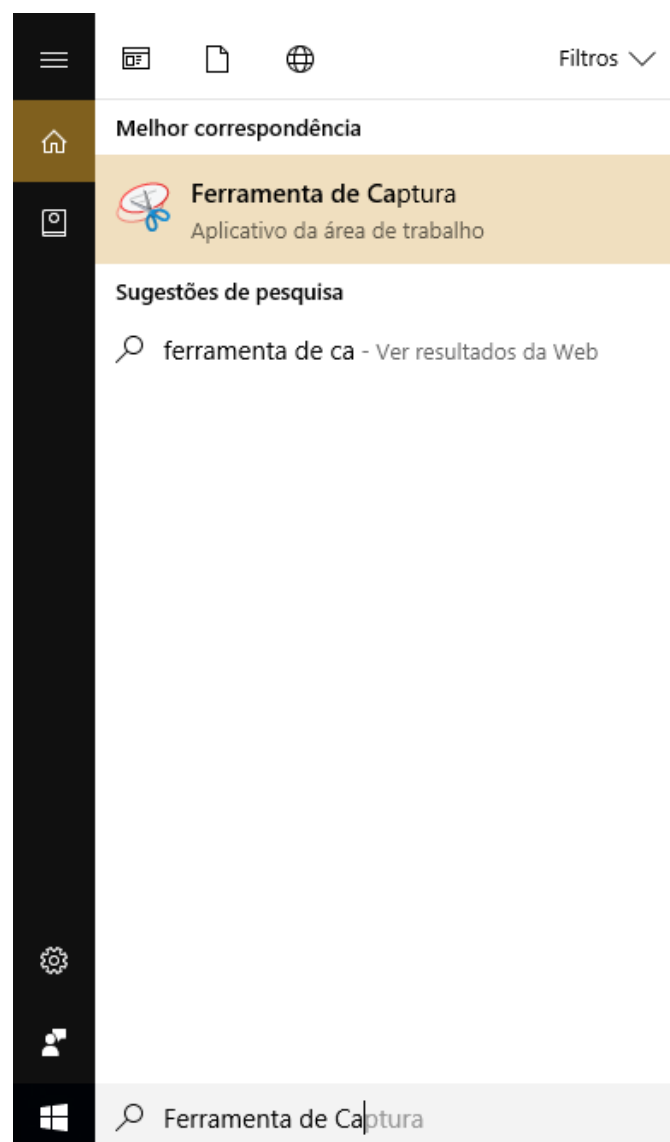 Filtros
Melhor correspondência
Ferramenta de Captura
Aplicativo da área de trabalho
Sugestões de pesquisa
ferramenta de ca - Ver resultados da Web
Ferramenta de Captura